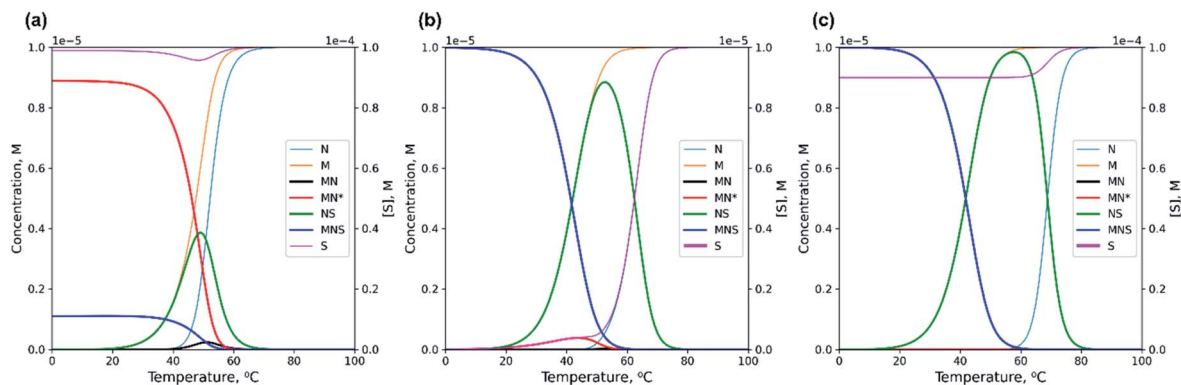 (a)
(b)
(c)
1e−5
1e−4
1e−5
1e−5
1e−5
1e−4
1.0
0.8
0.6
0.4
0.2
0.0
Concentration, M
N
M
MN
MN*
NS
MNS
S
1.0
0.8
0.6
0.4
0.2
0.0
[S], M
0 20 40 60 80 100
Temperature, ºC
1.0
0.8
0.6
0.4
0.2
0.0
Concentration, M
N
M
MN
MN*
NS
MNS
S
1.0
0.8
0.6
0.4
0.2
0.0
[S], M
0 20 40 60 80 100
Temperature, ºC
1.0
0.8
0.6
0.4
0.2
0.0
Concentration, M
N
M
MN
MN*
NS
MNS
S
1.0
0.8
0.6
0.4
0.2
0.0
[S], M
0 20 40 60 80 100
Temperature, ºC